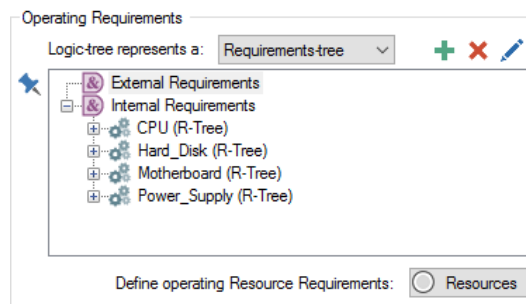 Operating Requirements
Logic-tree represents a: Requirements-tree
& External Requirements
& Internal Requirements
CPU (R-Tree)
Hard_Disk (R-Tree)
Motherboard (R-Tree)
Power_Supply (R-Tree)
Define operating Resource Requirements: Resources